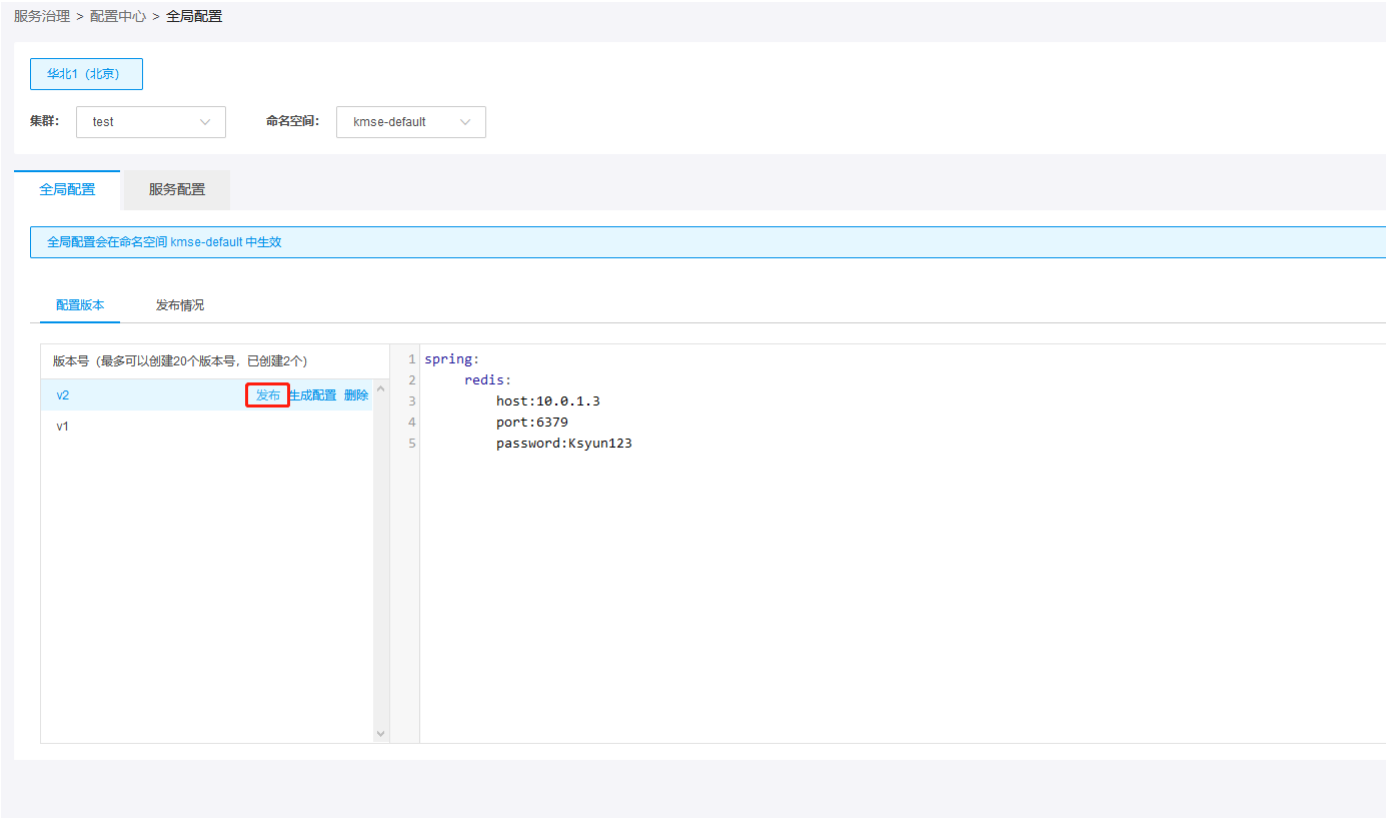 服务治理 > 配置中心 > 全局配置
华北1（北京）
集群： test 命名空间： kmse-default
全局配置 服务配置
全局配置会在命名空间 kmse-default 中生效
配置版本 发布情况
版本号（最多可以创建20个版本号，已创建2个）
v2 发布 生成配置 删除
v1
1 spring:
2 redis:
3 host:10.0.1.3
4 port:6379
5 password:Ksyun123